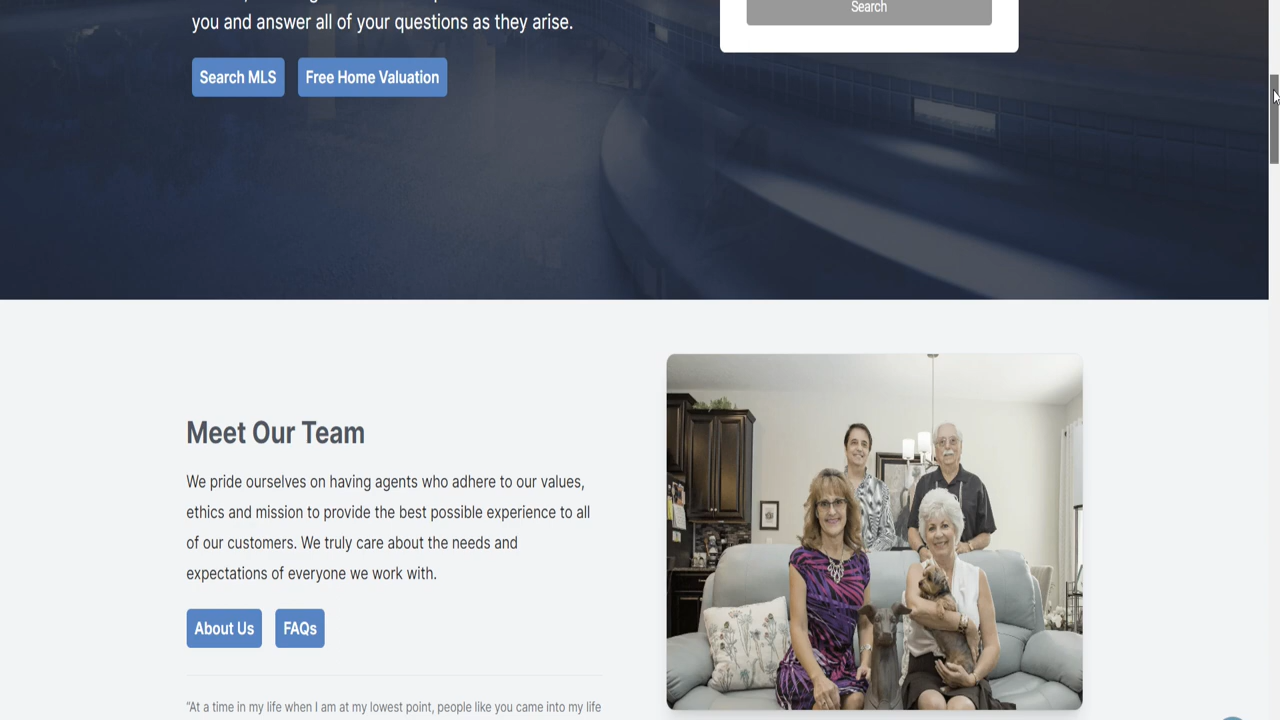 you and answer all of your questions as they arise.
Search
Search MLS
Free Home Valuation
Meet Our Team
We pride ourselves on having agents who adhere to our values,
ethics and mission to provide the best possible experience to all
of our customers. We truly care about the needs and
expectations of everyone we work with.
About Us
FAQs
“At a time in my life when I am at my lowest point, people like you came into my life